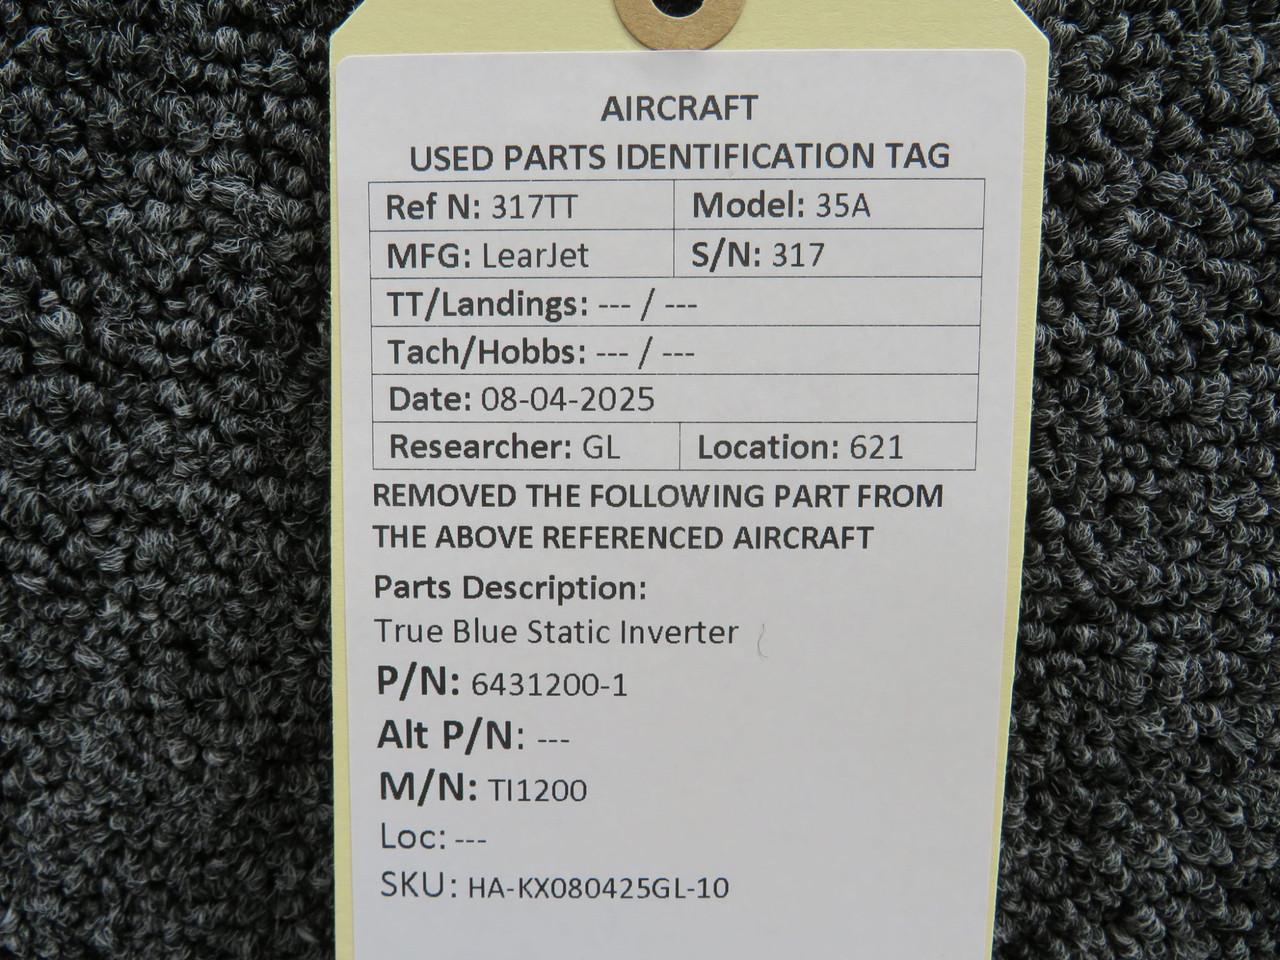 AIRCRAFT
USED PARTS IDENTIFICATION TAG
Ref N: 317TT Model: 35A
MFG: LearJet S/N: 317
TT/Landings: --- / ---
Tach/Hobbs: --- / ---
Date: 08-04-2025
Researcher: GL Location: 621
REMOVED THE FOLLOWING PART FROM
THE ABOVE REFERENCED AIRCRAFT
Parts Description:
True Blue Static Inverter
P/N: 6431200-1
Alt P/N: ---
M/N: TI1200
Loc: ---
SKU: HA-KX080425GL-10